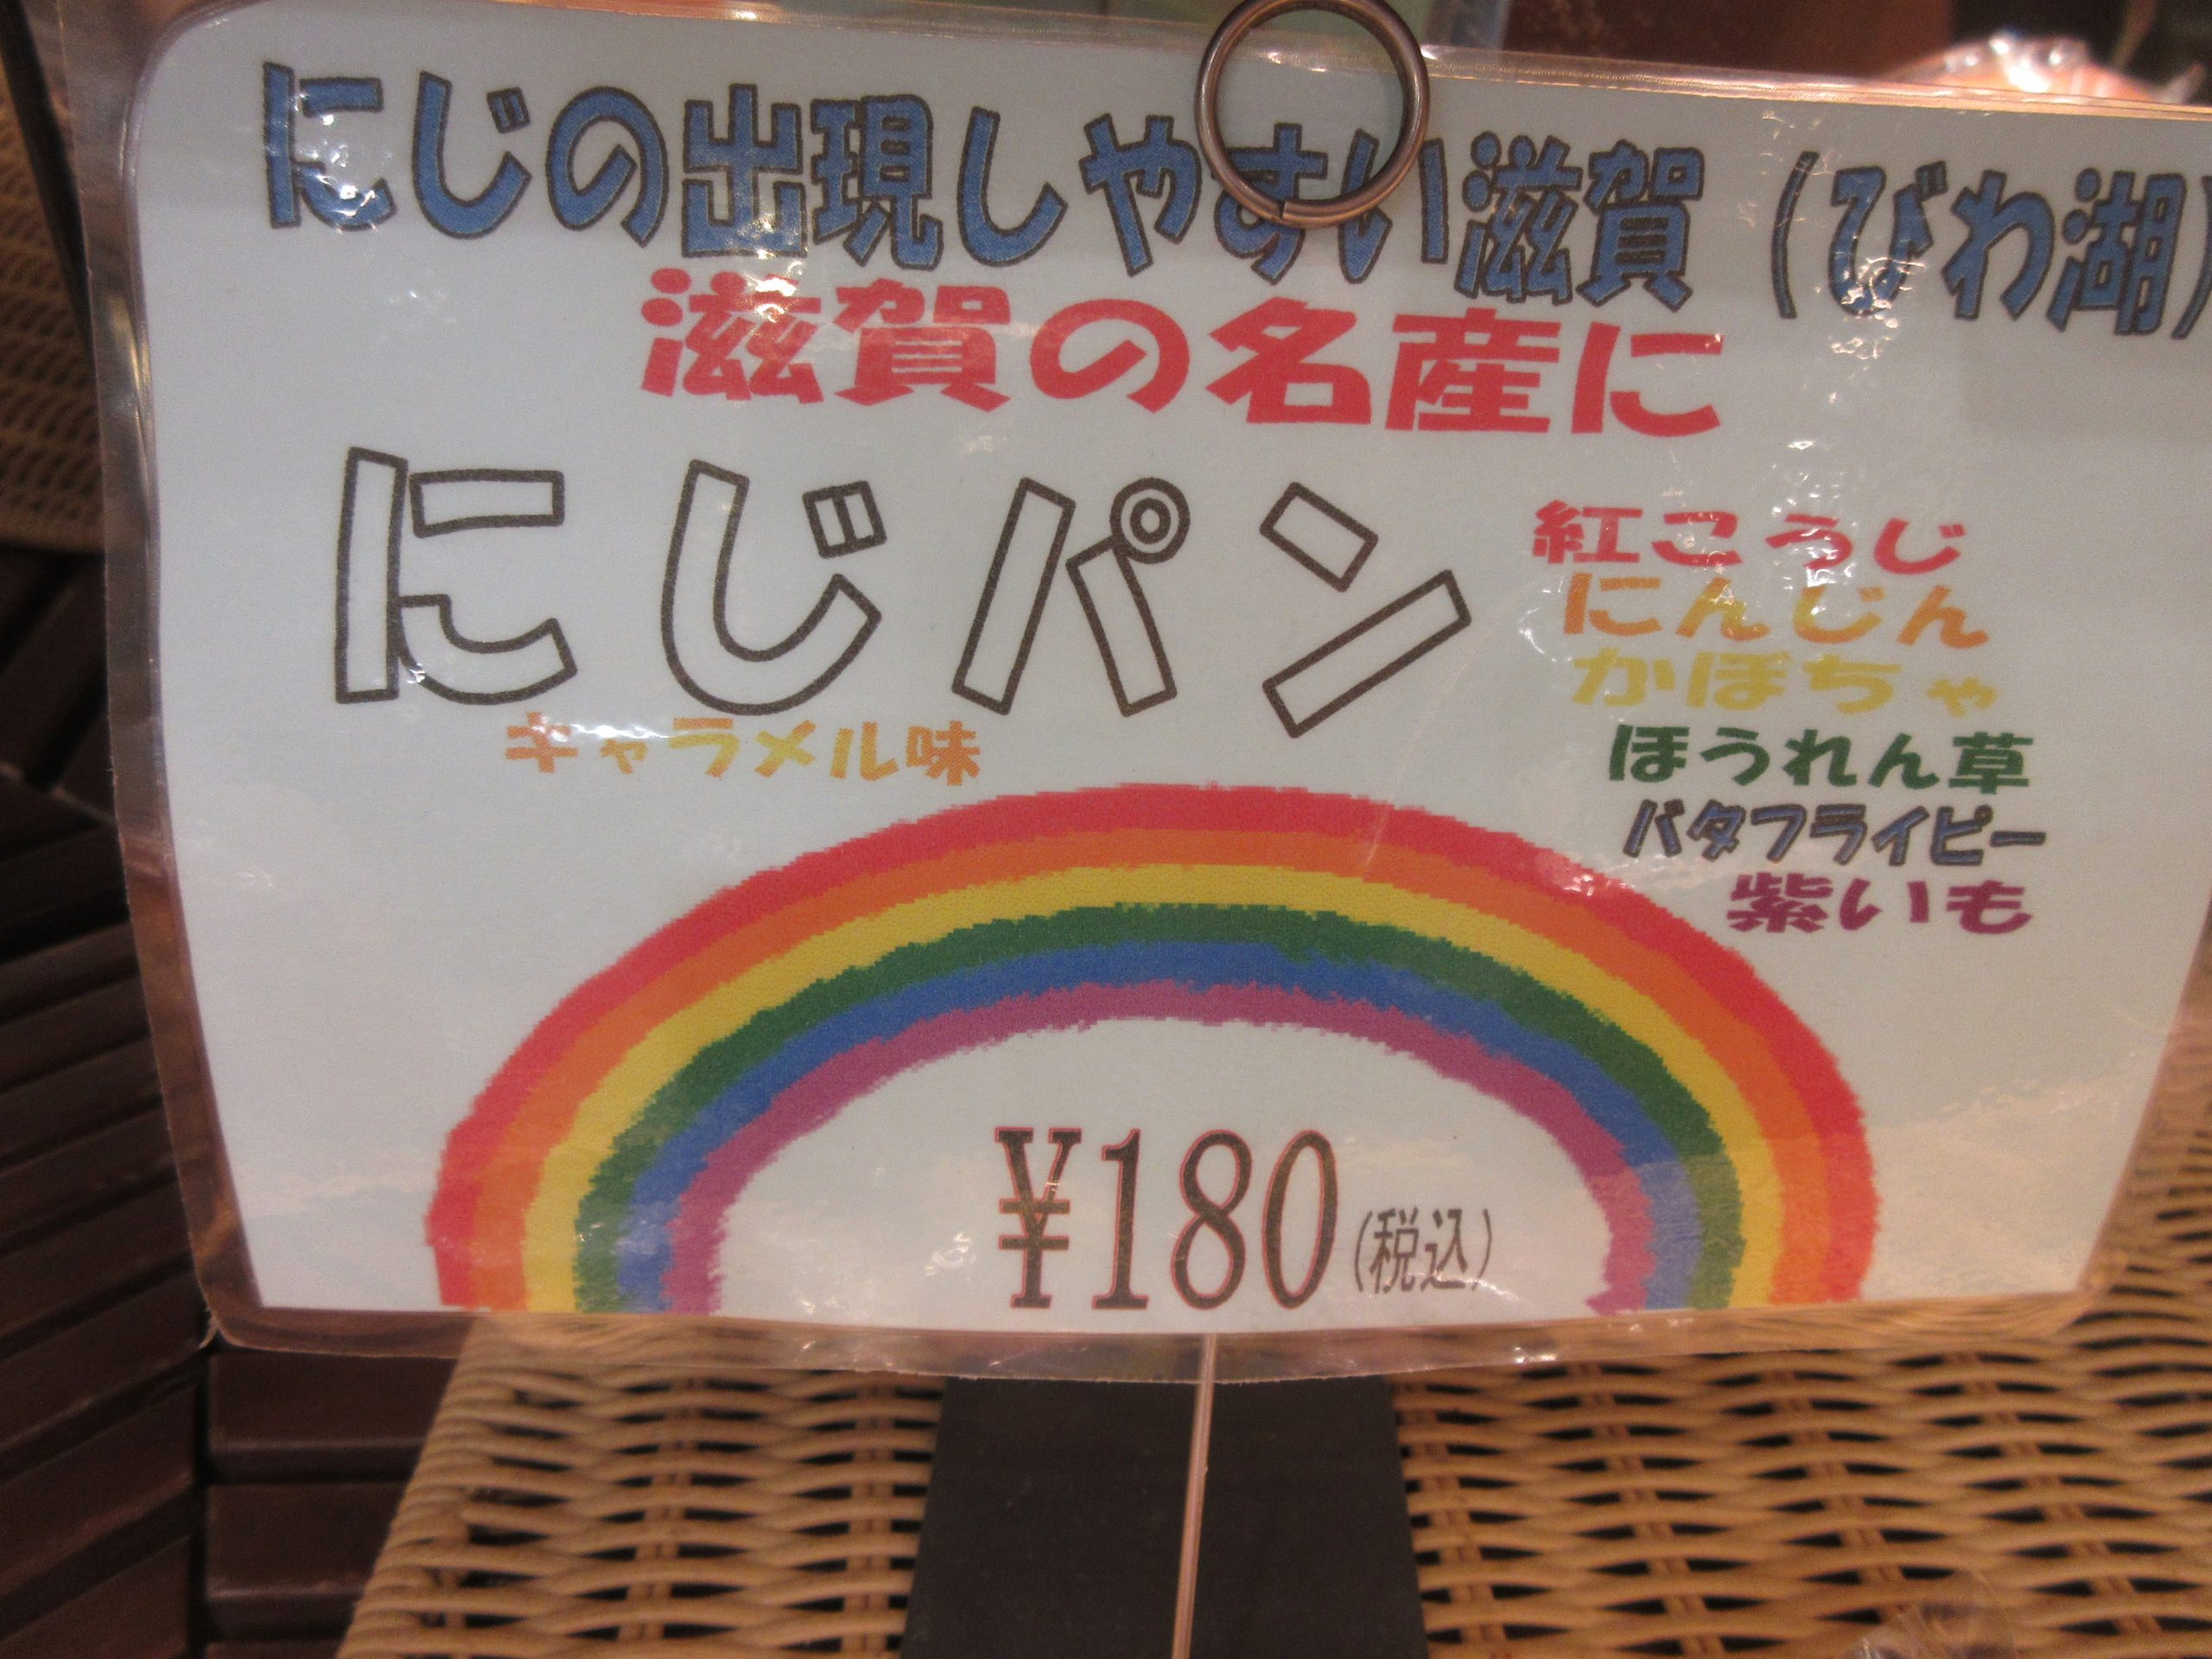 にじの出現しやすい滋賀(びわ湖)
滋賀の名産に
にじパン
キャラメル味
紅こうじ
にんじん
かぼちゃ
ほうれん草
バタフライピー
紫いも
¥180(税込)